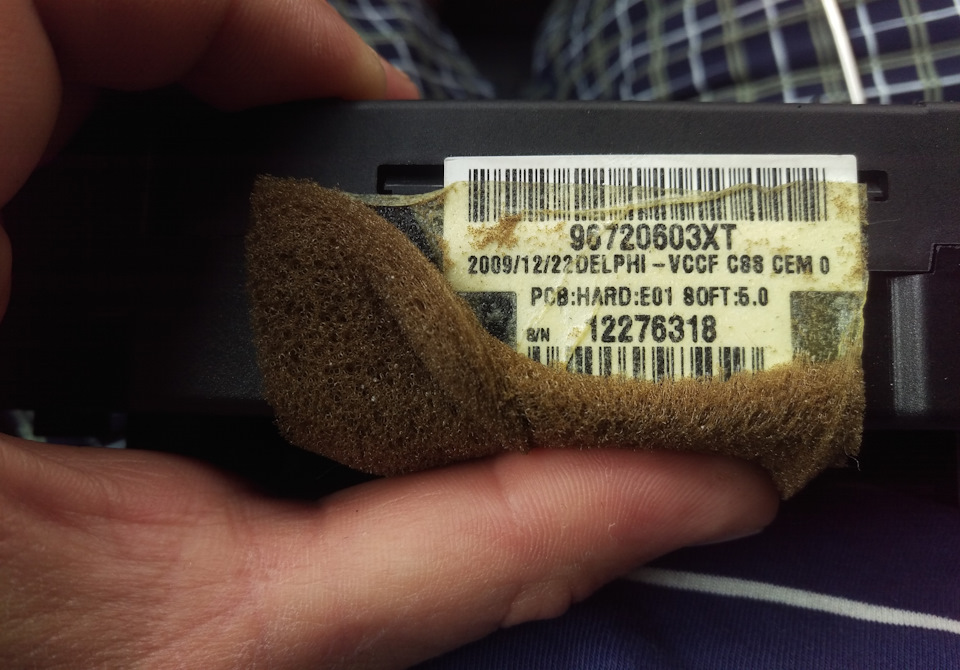 96720603XT
2009/12/22DELPHI -VCCF C88 CEM 0
PCB:HARD:E01 SOFT:5.0
S/N 12276318